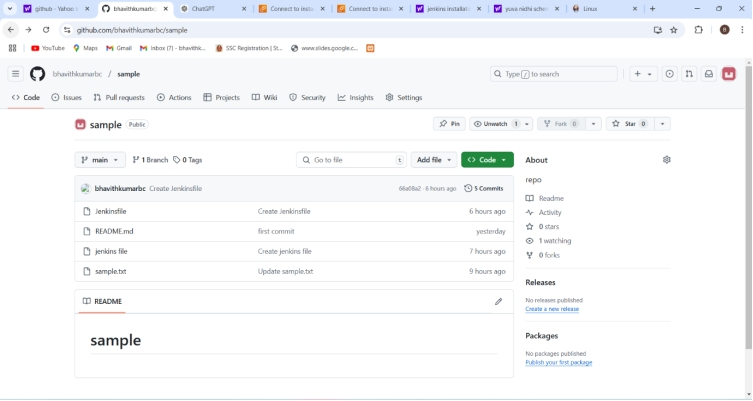 github - Yahoo
bhavithkumarbc
ChatGPT
Connect to inst
Connect to inst
jenkins installat
yuva nidhi schem
Linux
github.com/bhavithkumarbc/sample
B
YouTube
Maps
Gmail
Inbox (7) - bhavithk...
SSC Registration | St...
www.slides.google.c...
bhavithkumarbc / sample
Type / to search
Code
Issues
Pull requests
Actions
Projects
Wiki
Security
Insights
Settings
sample Public
Pin
Unwatch 1
Fork 0
Star 0
main
1 Branch
0 Tags
Go to file t
Add file
Code
bhavithkumarbc Create Jenkinsfile
66a08a2 · 6 hours ago
5 Commits
Jenkinsfile Create Jenkinsfile 6 hours ago
README.md first commit yesterday
jenkins file Create jenkins file 7 hours ago
sample.txt Update sample.txt 9 hours ago
README
sample
About
repo
Readme
Activity
0 stars
1 watching
0 forks
Releases
No releases published
Create a new release
Packages
No packages published
Publish your first package